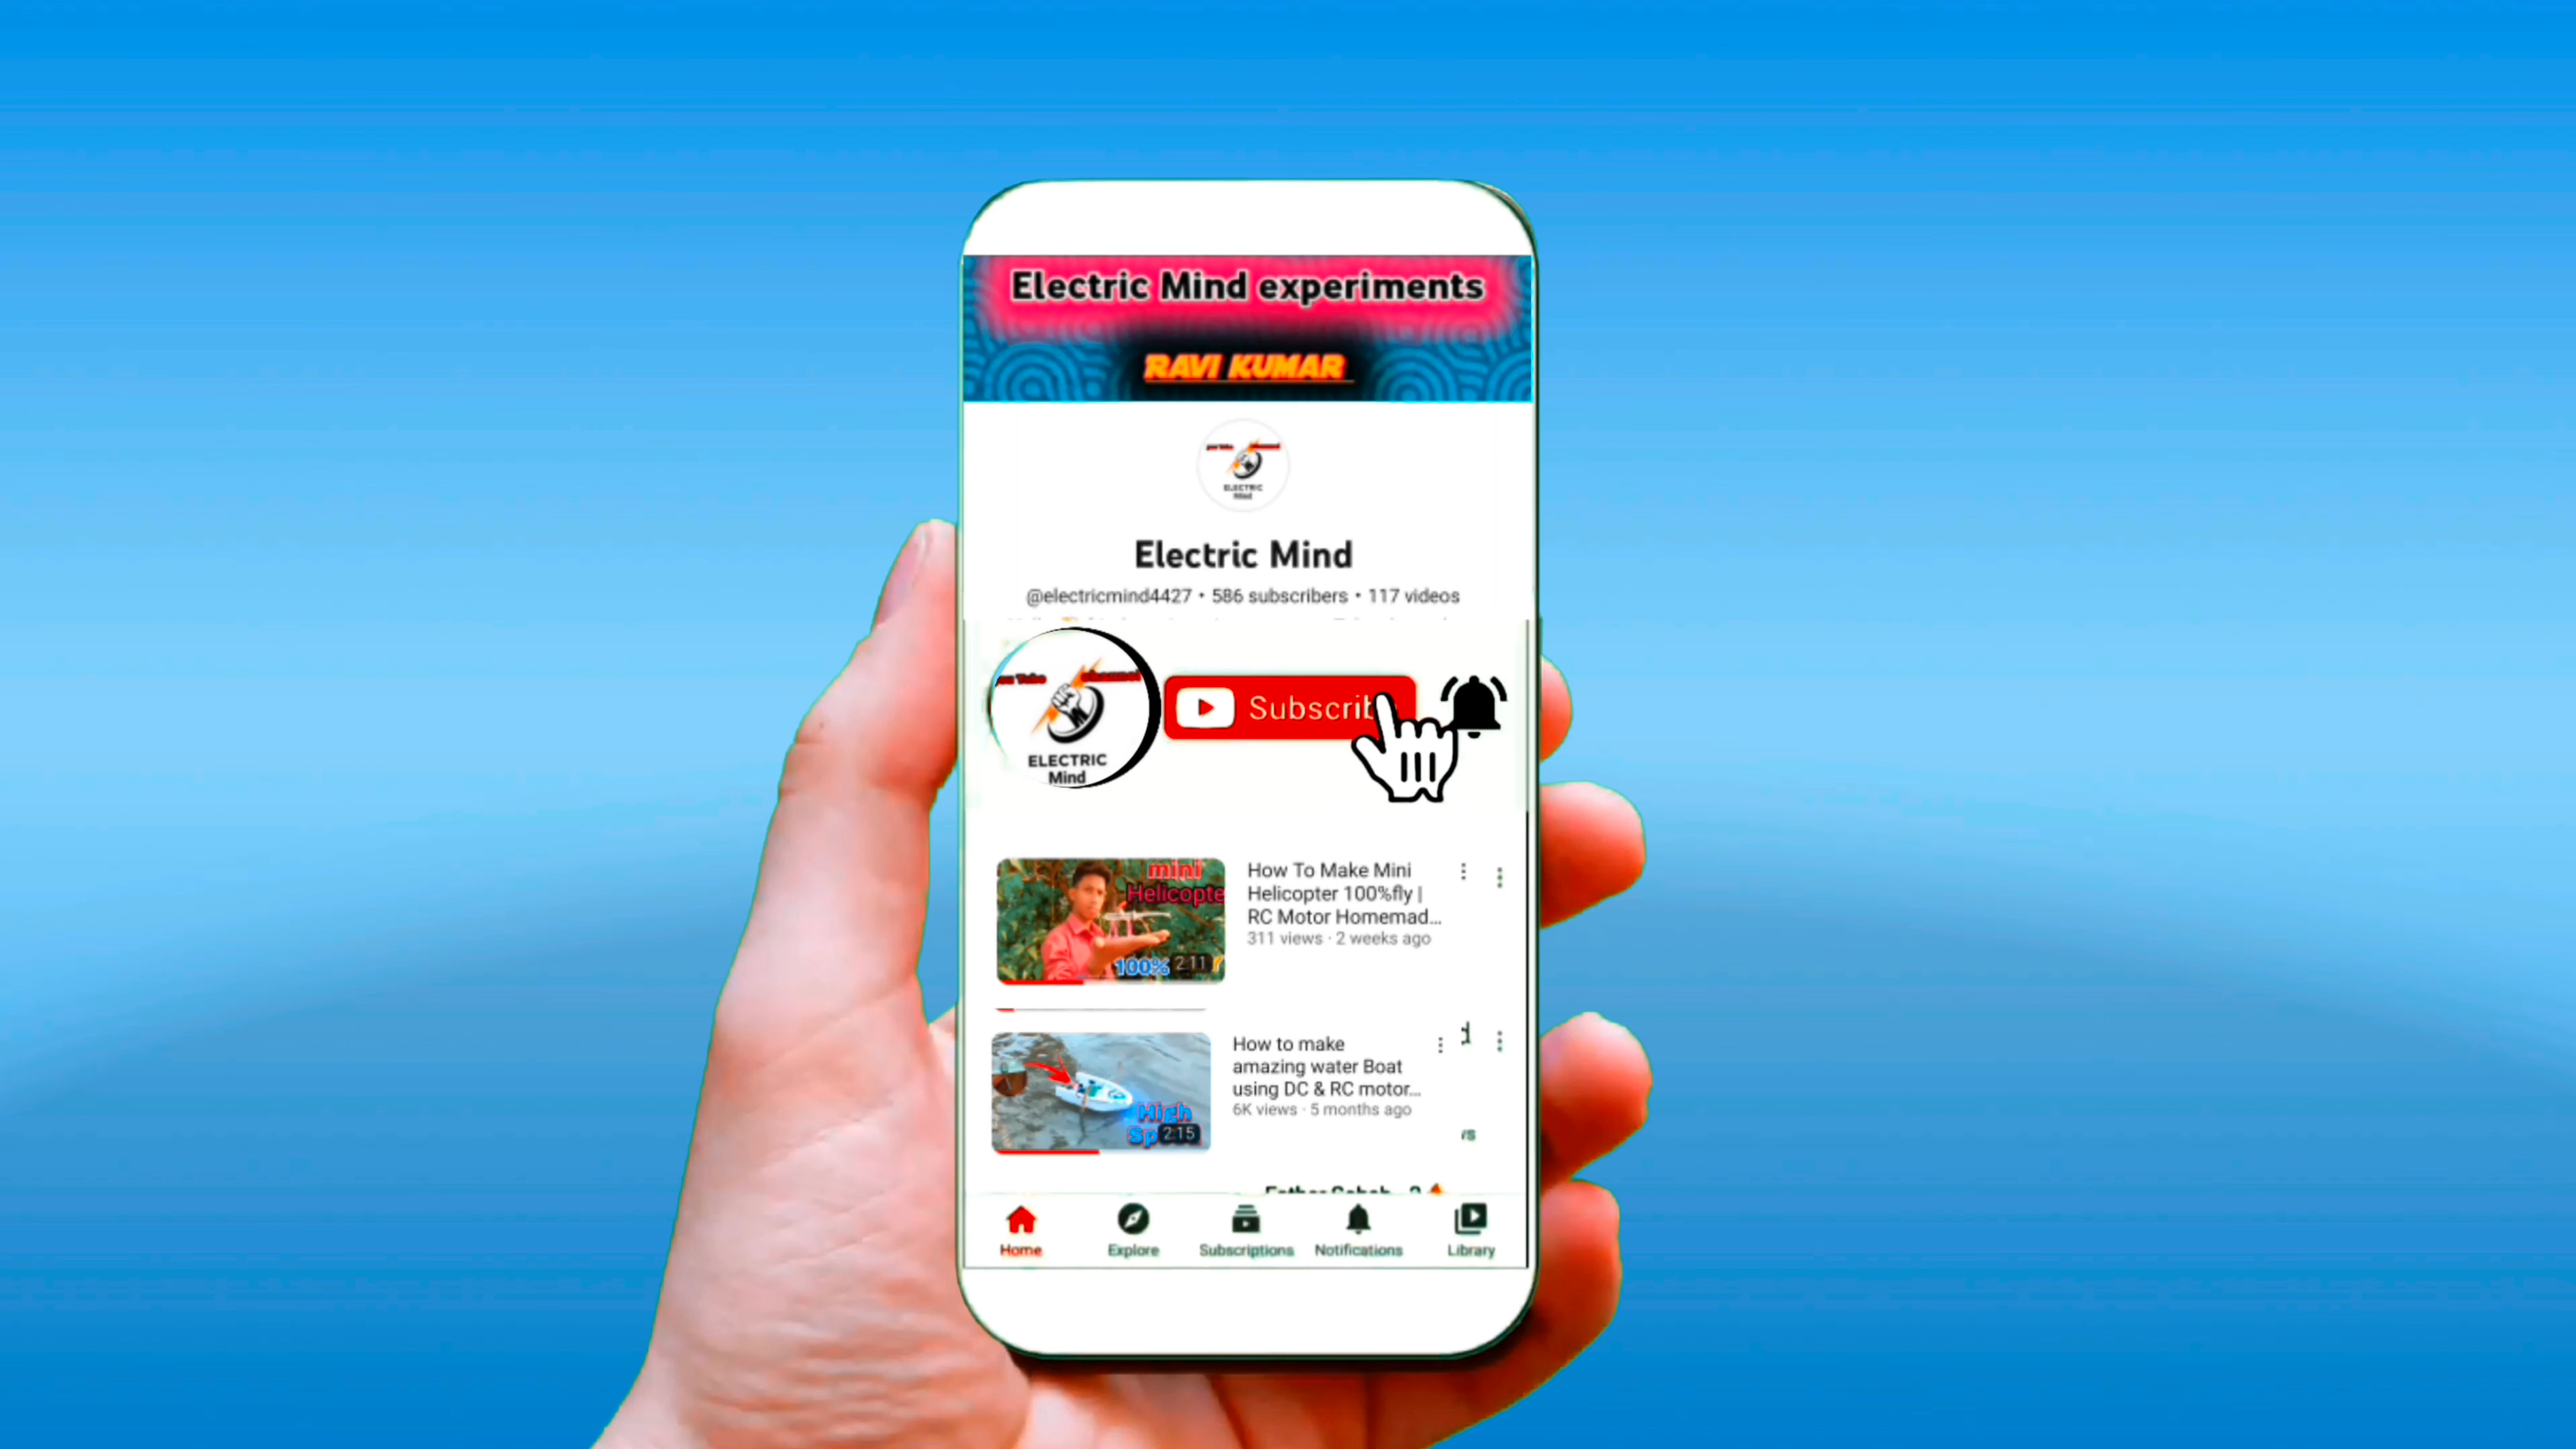 Electric Mind experiments
RAVI KUMAR
ELECTRIC
Mind
Electric Mind
@electricmind4427 • 586 subscribers • 117 videos
you Tube channel
ELECTRIC
Mind
Subscrib
mini
Helicopte
100% 2:11
How To Make Mini
Helicopter 100%fly |
RC Motor Homemad...
311 views · 2 weeks ago
High
Sp 2:15
How to make
amazing water Boat
using DC & RC motor...
6K views · 5 months ago
Home Explore Subscriptions Notifications Library